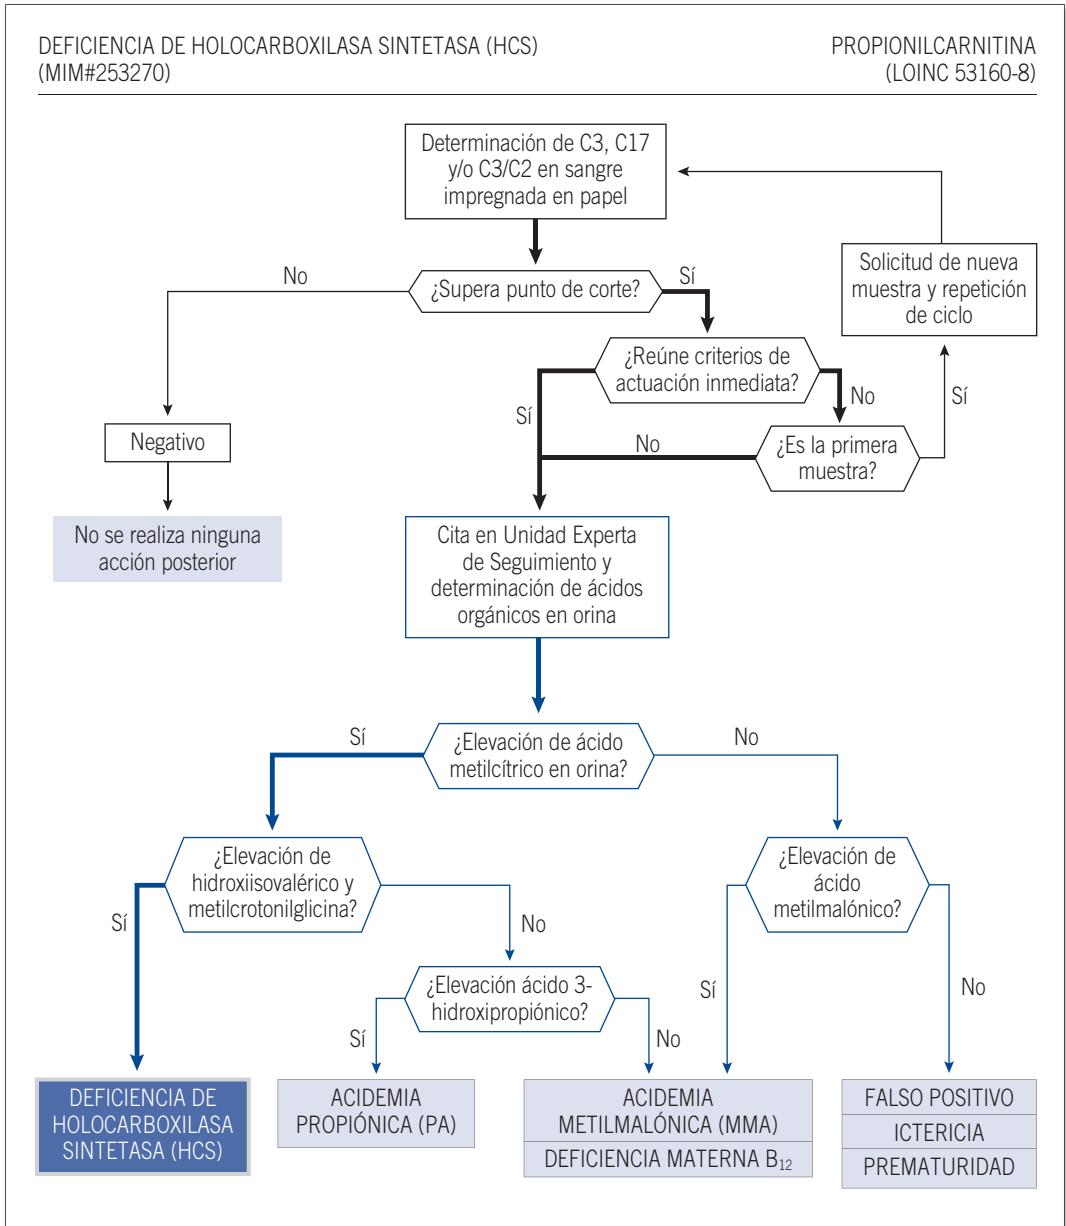 DEFICIENCIA DE HOLOCARBOXILASA SINTETASA (HCS)
(MIM#253270)
PROPIONILCARNITINA
(LOINC 53160-8)
Determinación de C3, C17
y/o C3/C2 en sangre
impregnada en papel
Solicitud de nueva
muestra y repetición
de ciclo
No
¿Supera punto de corte?
Sí
¿Reúne criterios de
actuación inmediata?
Sí
No
Sí
Negativo
No
¿Es la primera
muestra?
No se realiza ninguna
acción posterior
Cita en Unidad Experta
de Seguimiento y
determinación de ácidos
orgánicos en orina
Sí
¿Elevación de ácido
metilcítrico en orina?
No
¿Elevación de
hidroxiisovalérico y
metilcrotonilglicina?
¿Elevación de
ácido
metilmalónico?
Sí
No
¿Elevación ácido 3-
hidroxipropiónico?
Sí
No
Sí
No
DEFICIENCIA DE
HOLOCARBOXILASA
SINTETASA (HCS)
ACIDEMIA
PROPIÓNICA (PA)
ACIDEMIA
METILMALÓNICA (MMA)
DEFICIENCIA MATERNA B₁₂
FALSO POSITIVO
ICTERICIA
PREMATURIDAD